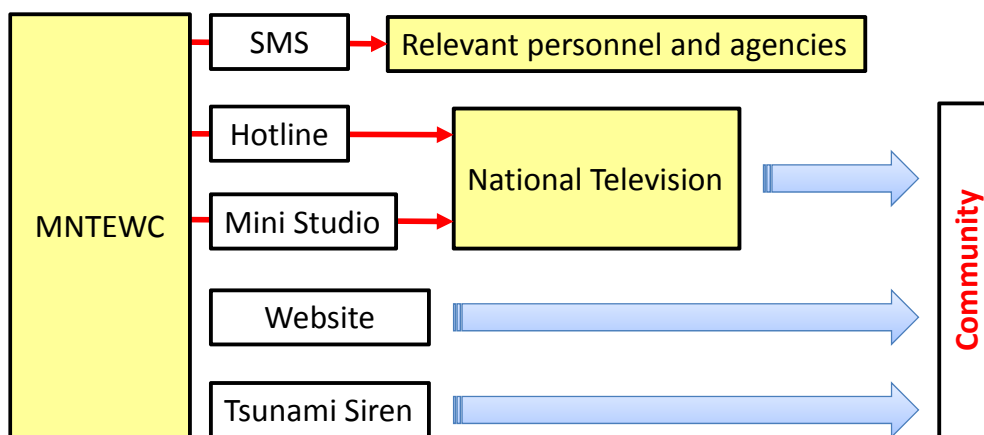 SMS
Relevant personnel and agencies
Hotline
National Television
MNTEWC
Mini Studio
Website
Tsunami Siren
Community